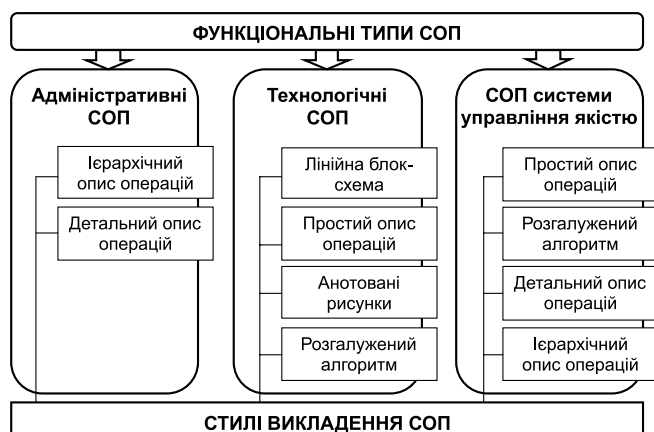 ФУНКЦІОНАЛЬНІ ТИПИ СОП
Адміністративні
СОП
Ієрархічний
опис операцій
Детальний опис
операцій
Технологічні
СОП
Лінійна блок-
схема
Простий опис
операцій
Анотовані
рисунки
Розгалужений
алгоритм
СОП системи
управління якістю
Простий опис
операцій
Розгалужений
алгоритм
Детальний опис
операцій
Ієрархічний
опис операцій
СТИЛІ ВИКЛАДЕННЯ СОП